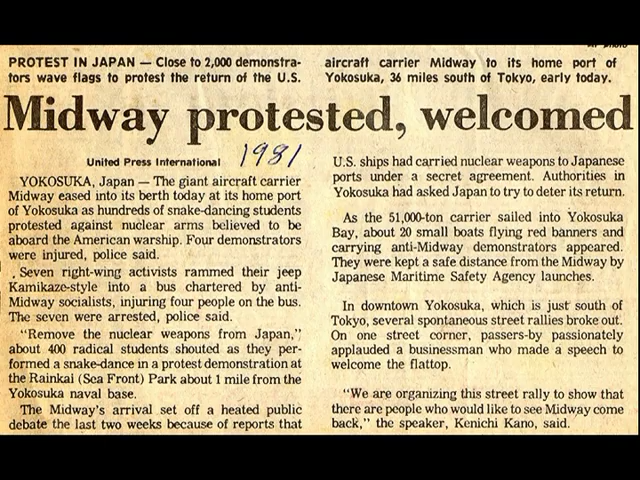 AP photo
PROTEST IN JAPAN — Close to 2,000 demonstra-
tors wave flags to protest the return of the U.S.
aircraft carrier Midway to its home port of
Yokosuka, 36 miles south of Tokyo, early today.
Midway protested, welcomed
United Press International 1981
YOKOSUKA, Japan — The giant aircraft carrier
Midway eased into its berth today at its home port
of Yokosuka as hundreds of snake-dancing students
protested against nuclear arms believed to be
aboard the American warship. Four demonstrators
were injured, police said.
Seven right-wing activists rammed their jeep
Kamikaze-style into a bus chartered by anti-
Midway socialists, injuring four people on the bus.
The seven were arrested, police said.
"Remove the nuclear weapons from Japan,"
about 400 radical students shouted as they per-
formed a snake-dance in a protest demonstration at
the Rainkai (Sea Front) Park about 1 mile from the
Yokosuka naval base.
The Midway's arrival set off a heated public
debate the last two weeks because of reports that
U.S. ships had carried nuclear weapons to Japanese
ports under a secret agreement. Authorities in
Yokosuka had asked Japan to try to deter its return.
As the 51,000-ton carrier sailed into Yokosuka
Bay, about 20 small boats flying red banners and
carrying anti-Midway demonstrators appeared.
They were kept a safe distance from the Midway by
Japanese Maritime Safety Agency launches.
In downtown Yokosuka, which is just south of
Tokyo, several spontaneous street rallies broke out.
On one street corner, passers-by passionately
applauded a businessman who made a speech to
welcome the flattop.
"We are organizing this street rally to show that
there are people who would like to see Midway come
back," the speaker, Kenichi Kano, said.